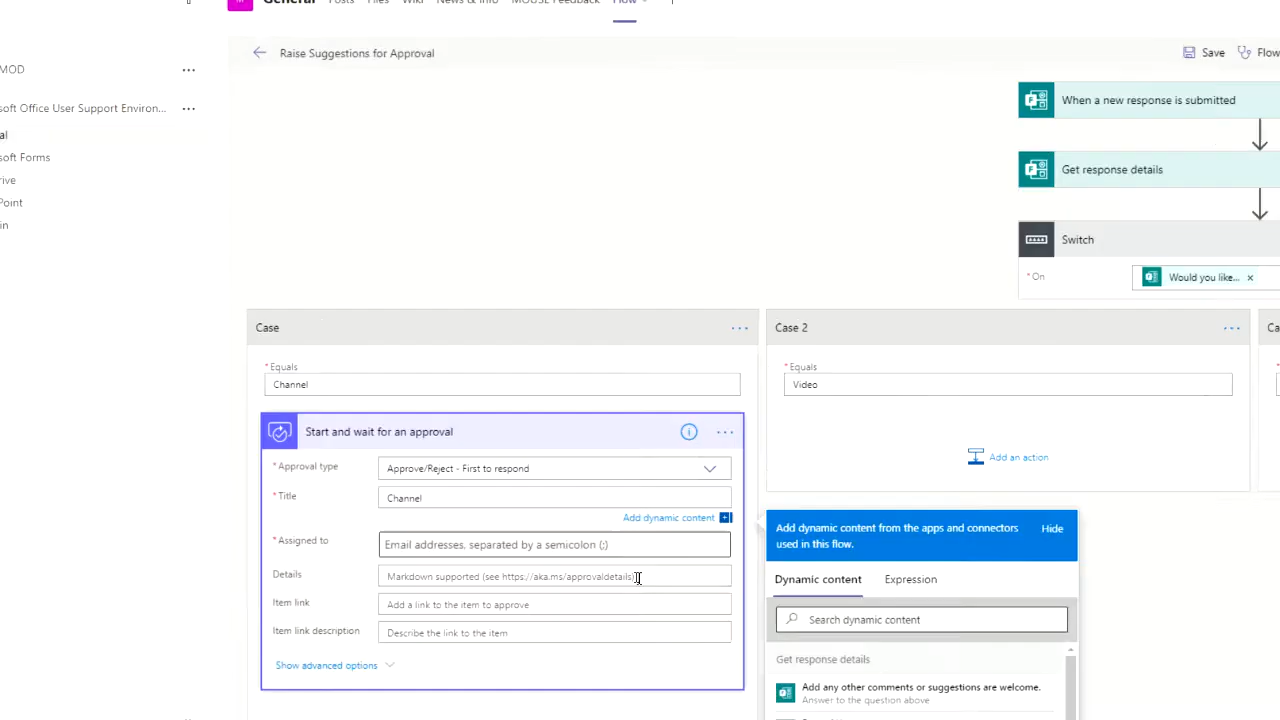 General Posts Files Wiki News & Info MOUSE Feedback Flow
Raise Suggestions for Approval
Save
Flow
MOD
soft Office User Support Environ...
al
soft Forms
rive
Point
in
When a new response is submitted
Get response details
Switch
* On
Would you like... x
Case
Case 2
Ca
* Equals
Channel
* Equals
Video
Start and wait for an approval
* Approval type
Approve/Reject - First to respond
* Title
Channel
Add dynamic content
* Assigned to
Email addresses, separated by a semicolon (;)
Details
Markdown supported (see https://aka.ms/approvaldetails)
Item link
Add a link to the item to approve
Item link description
Describe the link to the item
Show advanced options
Add an action
Add dynamic content from the apps and connectors
used in this flow.
Hide
Dynamic content
Expression
Search dynamic content
Get response details
Add any other comments or suggestions are welcome.
Answer to the question above